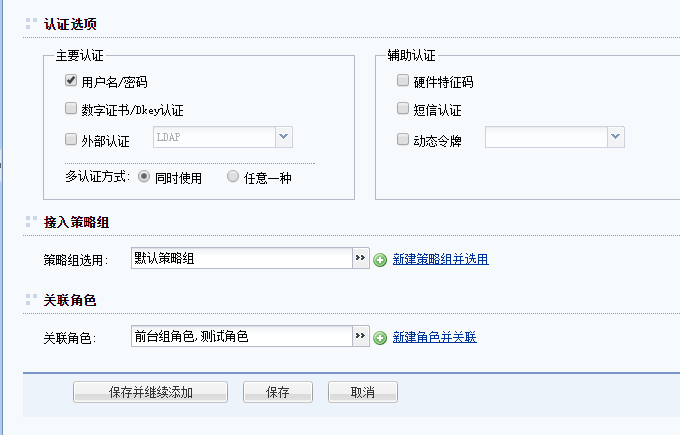 认证选项
主要认证
用户名/密码
数字证书/Dkey认证
外部认证 LDAP
多认证方式: 同时使用 任意一种
辅助认证
硬件特征码
短信认证
动态令牌
接入策略组
策略组选用: 默认策略组 新建策略组并选用
关联角色
关联角色: 前台组角色,测试角色 新建角色并关联
保存并继续添加 保存 取消